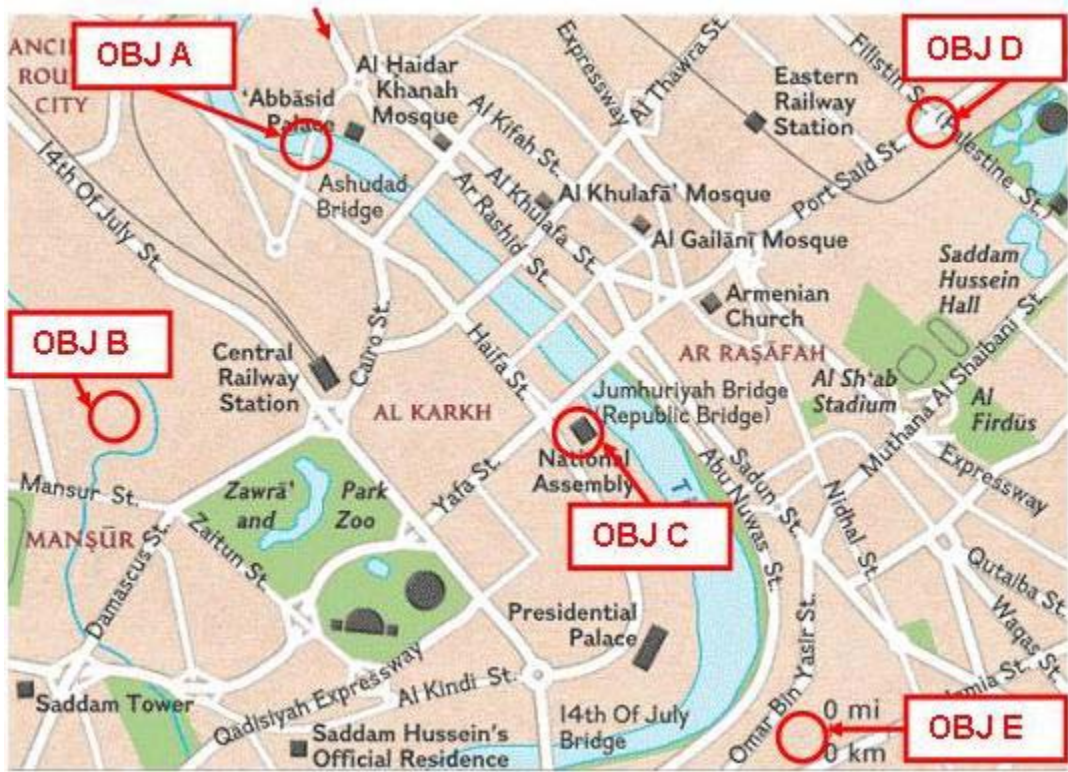 ANCI
ROU
CITY
OBJ A
'Abbāsid
Palace
Al Ḥaidar
Khanah
Mosque
Ashudad
Bridge
14th Of July St.
Al Kifah St.
Ar Rashid St.
Al Khulafa St.
Expressway
Al Thawra St.
Eastern
Railway
Station
Filistin St. (Palestine St.)
OBJ D
Port Said St.
Al Khulafā' Mosque
Al Gailānī Mosque
Armenian
Church
Saddam
Hussein
Hall
OBJ B
Central
Railway
Station
Cairo St.
Haifa St.
AL KARKH
AR RAṢĀFAH
Jumhuriyah Bridge
(Republic Bridge)
Al Sh'ab
Stadium
Muthana Al Shaibani St.
Al
Firdūs
Expressway
National
Assembly
OBJ C
Yafa St.
Mansur St.
MANṢŪR
Zawrā' Park
and Zoo
Zaitun St.
Damascus St.
Abu Nuwas St.
Sadun St.
Nidhal St.
Qutaiba St.
Waqas St.
Presidential
Palace
Omar Bin Yasir St.
Saddam Tower
Qadisiyah Expressway
Al Kindi St.
Saddam Hussein's
Official Residence
14th Of July
Bridge
0 mi
0 km
OBJ E